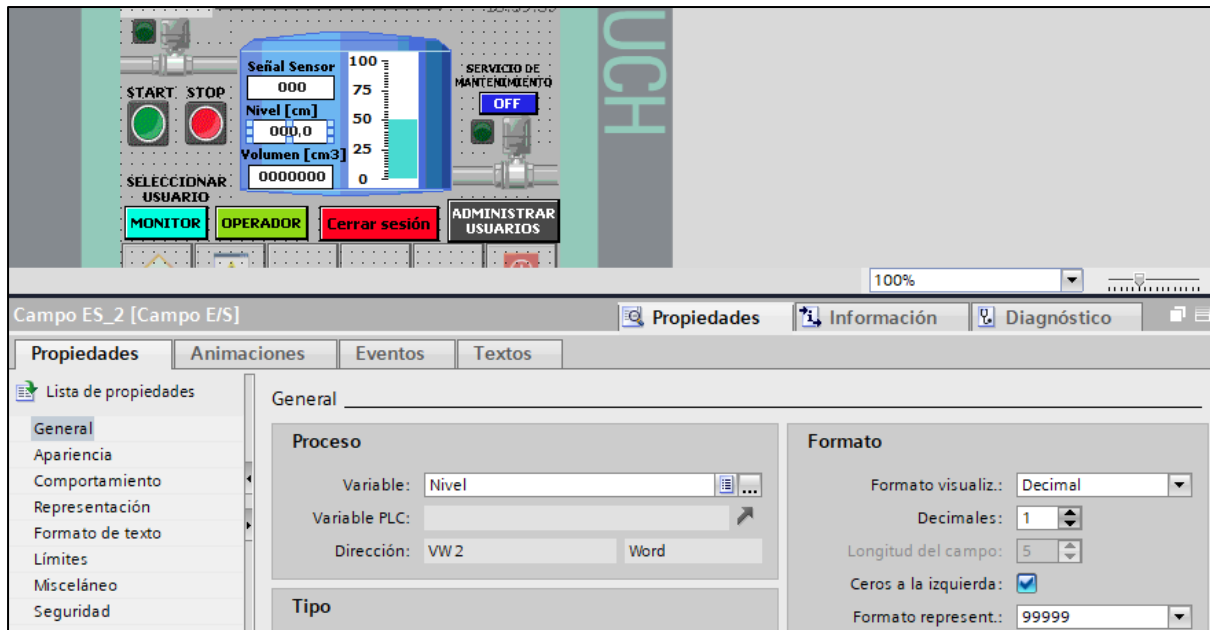 UCH
Señal Sensor
000
Nivel [cm]
000,0
Volumen [cm3]
0000000
100
75
50
25
0
START STOP
SERVICIO DE
MANTENIMIENTO
OFF
SELECCIONAR
USUARIO
MONITOR
OPERADOR
Cerrar sesión
ADMINISTRAR
USUARIOS
100%
Campo ES_2 [Campo E/S]
Propiedades
Información
Diagnóstico
Propiedades
Animaciones
Eventos
Textos
Lista de propiedades
General
Apariencia
Comportamiento
Representación
Formato de texto
Límites
Misceláneo
Seguridad
General
Proceso
Variable: Nivel
...
Variable PLC:
Dirección: VW 2 Word
Tipo
Formato
Formato visualiz.: Decimal
Decimales: 1
Longitud del campo: 5
Ceros a la izquierda:
Formato represent.: 99999